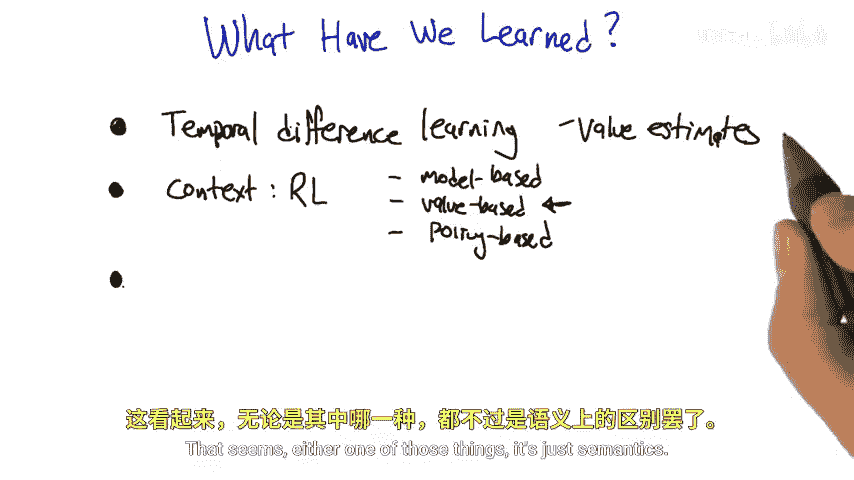 What Have We Learned?
Temporal difference learning - Value estimates
context : RL - model-based
- value-based ←
- policy-based
这看起来，无论是其中哪一种，都不过是语义上的区别罢了。
That seems, either one of those things, it's just semantics.